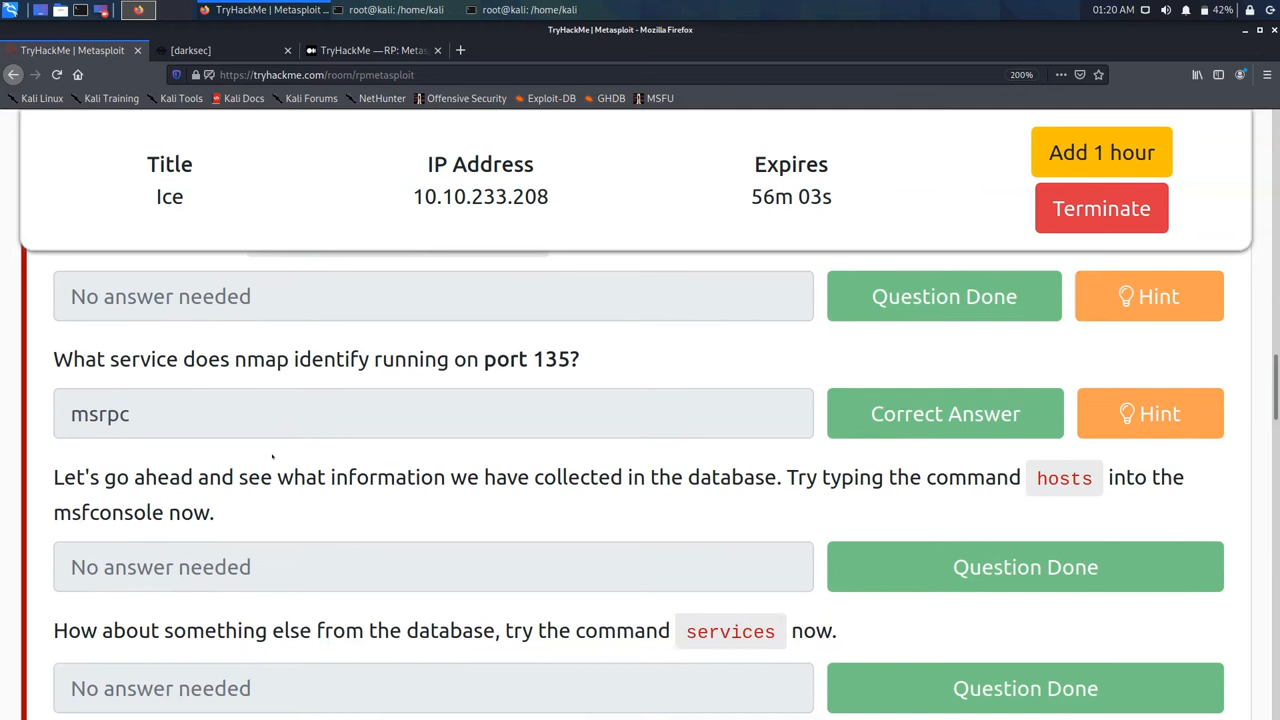 TryHackMe | Metasploit ...
root@kali: /home/kali
root@kali: /home/kali
01:20 AM
42%
TryHackMe | Metasploit - Mozilla Firefox
TryHackMe | Metasploit
[darksec]
TryHackMe — RP: Metas
https://tryhackme.com/room/rpmetasploit
200%
Kali Linux
Kali Training
Kali Tools
Kali Docs
Kali Forums
NetHunter
Offensive Security
Exploit-DB
GHDB
MSFU
Title
IP Address
Expires
Add 1 hour
Ice
10.10.233.208
56m 03s
Terminate
No answer needed
Question Done
Hint
What service does nmap identify running on port 135?
msrpc
Correct Answer
Hint
Let's go ahead and see what information we have collected in the database. Try typing the command hosts into the
msfconsole now.
No answer needed
Question Done
How about something else from the database, try the command services now.
No answer needed
Question Done